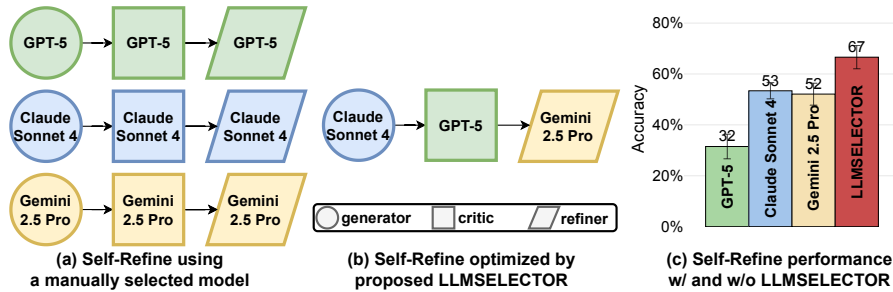 GPT-5
GPT-5
GPT-5
Claude
Sonnet 4
Claude
Sonnet 4
Claude
Sonnet 4
Gemini
2.5 Pro
Gemini
2.5 Pro
Gemini
2.5 Pro
(a) Self-Refine using
a manually selected model
Claude
Sonnet 4
GPT-5
Gemini
2.5 Pro
generator
critic
refiner
(b) Self-Refine optimized by
proposed LLMSELECTOR
Accuracy
80%
60%
40%
20%
0%
32
53
52
67
GPT-5
Claude Sonnet 4
Gemini 2.5 Pro
LLMSELECTOR
(c) Self-Refine performance
w/ and w/o LLMSELECTOR